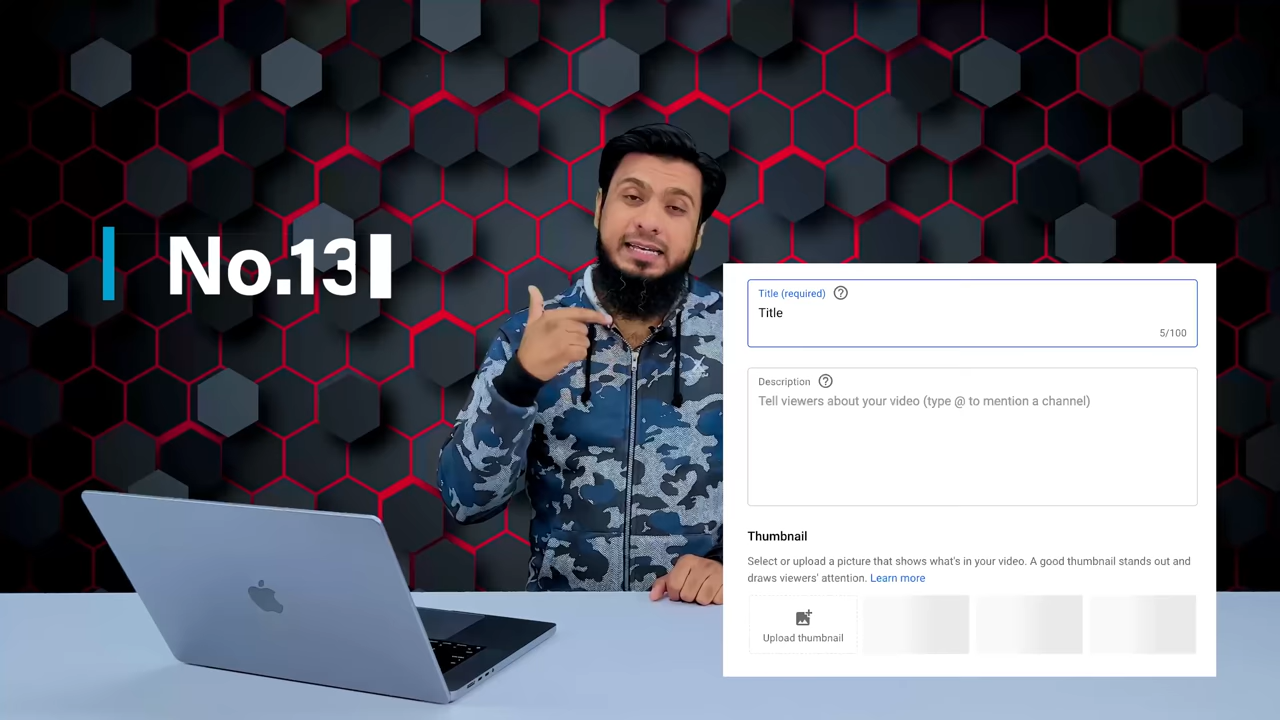 No.13
Title (required)
Title
5/100
Description
Tell viewers about your video (type @ to mention a channel)
Thumbnail
Select or upload a picture that shows what's in your video. A good thumbnail stands out and
draws viewers' attention. Learn more
Upload thumbnail